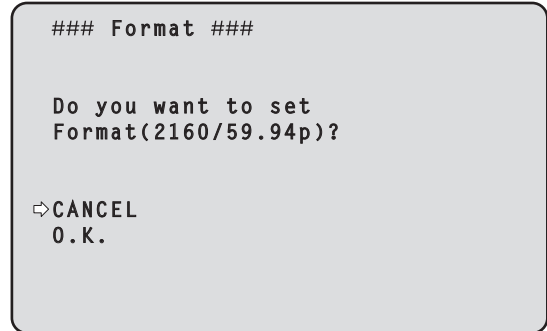 ### Format ###
Do you want to set
Format(2160/59.94p)?
⇨CANCEL
O.K.